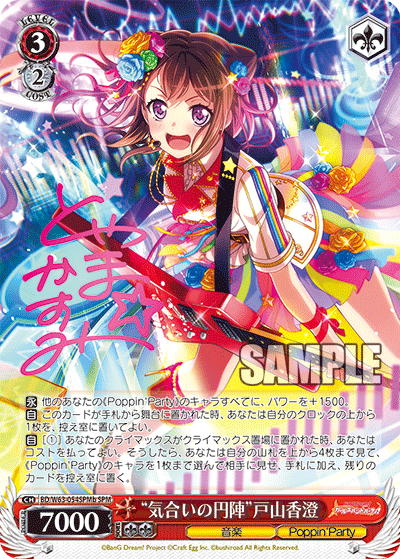 LEVEL
3
2
COST
とやま
かすみ
SAMPLE
永 他のあなたの《Poppin'Party》のキャラすべてに、パワーを＋1500。
自 このカードが手札から舞台に置かれた時、あなたは自分のクロックの上から
1枚を、控え室に置いてよい。
自 [①] あなたのクライマックスがクライマックス置場に置かれた時、あなたは
コストを払ってよい。そうしたら、あなたは自分の山札を上から4枚まで見て、
《Poppin'Party》のキャラを1枚まで選んで相手に見せ、手札に加え、残りの
カードを控え室に置く。
CH BD/W63-054SPMb SPM
7000
“気合いの円陣”戸山香澄
音楽
Poppin'Party
©BanG Dream! Project ©Craft Egg Inc. ©bushiroad All Rights Reserved.